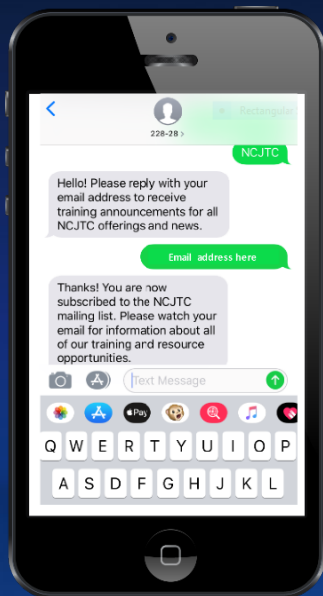 Rectangular
228-28 >
NCJTC
Hello! Please reply with your
email address to receive
training announcements for all
NCJTC offerings and news.
Email address here
Thanks! You are now
subscribed to the NCJTC
mailing list. Please watch your
email for information about all
of our training and resource
opportunities.
Text Message
Pay
Q W E R T Y U I O P
A S D F G H J K L